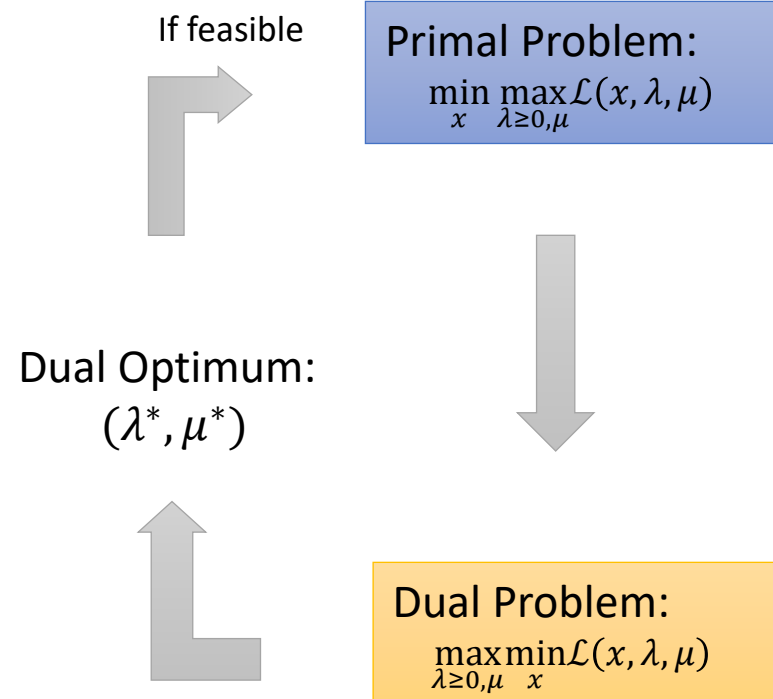 If feasible
Primal Problem:
min max ℒ(x, λ, μ)
x λ≥0,μ
Dual Optimum:
(λ*, μ*)
Dual Problem:
max min ℒ(x, λ, μ)
λ≥0,μ x